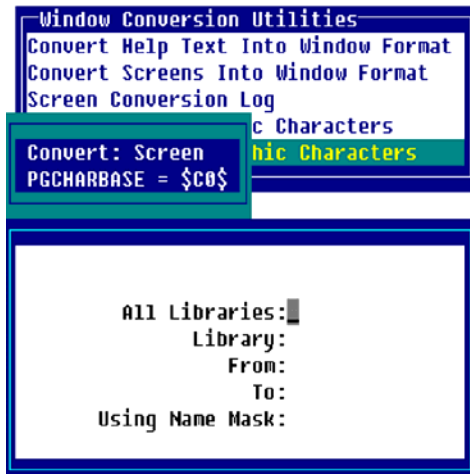 Window Conversion Utilities
Convert Help Text Into Window Format
Convert Screens Into Window Format
Screen Conversion Log
c Characters
Convert: Screen
hic Characters
PGCHARBASE = $C0$
All Libraries:
Library:
From:
To:
Using Name Mask: